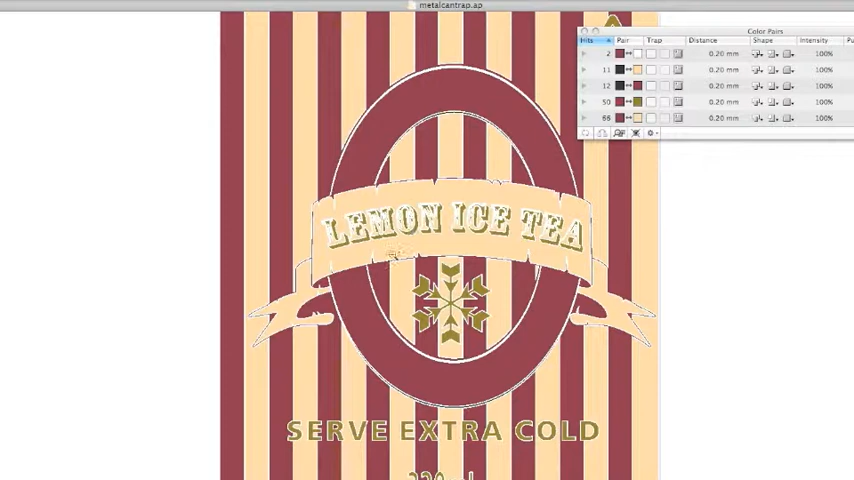 metalcantrap.ap
Color Pairs
Hits Pair Trap Distance Shape Intensity
2 0.20 mm 100%
11 0.20 mm 100%
12 0.20 mm 100%
50 0.20 mm 100%
66 0.20 mm 100%
LEMON ICE TEA
SERVE EXTRA COLD